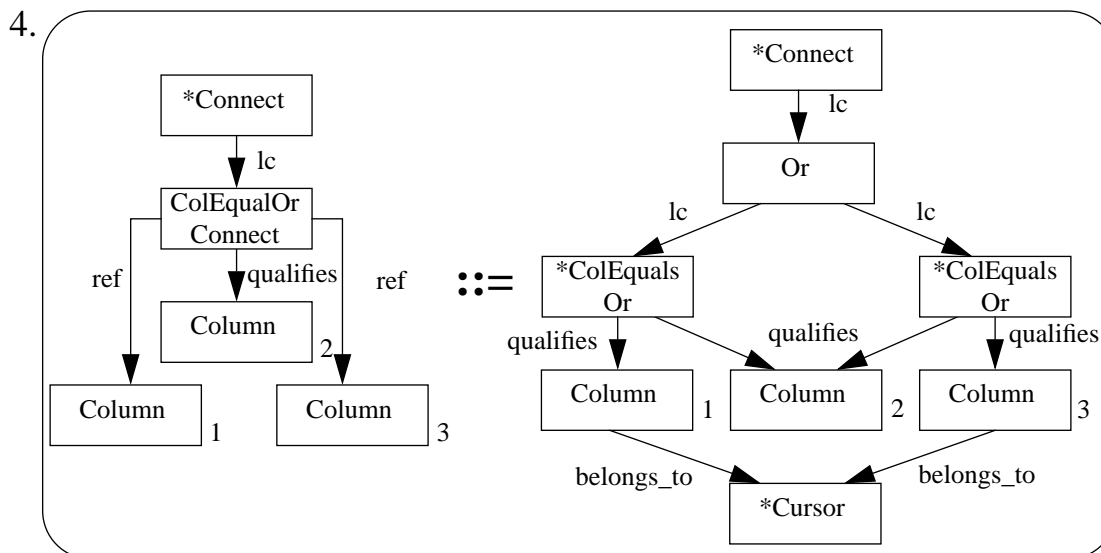 4.
*Connect
lc
ColEqualOr
Connect
ref
qualifies
ref
Column
2
Column
1
Column
3
::=
*Connect
lc
Or
lc
lc
*ColEquals
Or
*ColEquals
Or
qualifies
qualifies
qualifies
Column
1
Column
2
Column
3
belongs_to
belongs_to
*Cursor